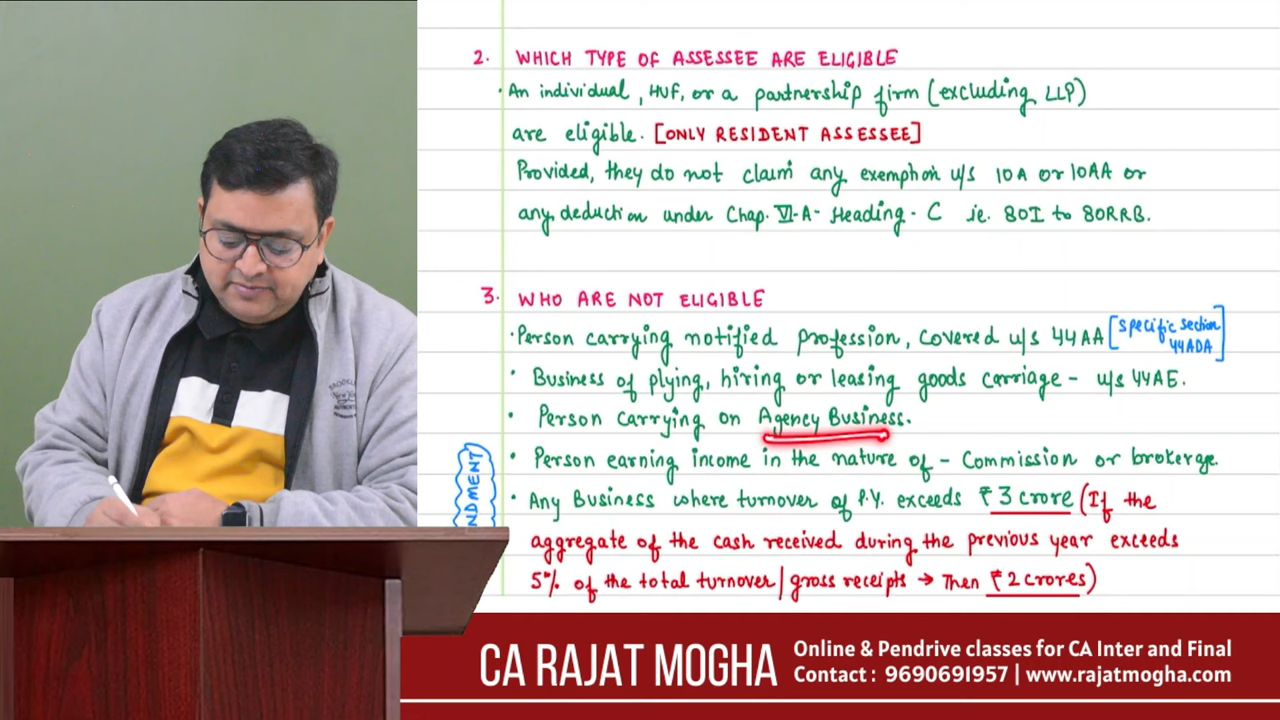 2. WHICH TYPE OF ASSESSEE ARE ELIGIBLE
· An individual, HUF, or a partnership firm (excluding LLP)
are eligible. [ONLY RESIDENT ASSESSEE]
Provided, they do not claim any exemption u/s 10A or 10AA or
any deduction under Chap. VI-A- Heading- C ie. 80I to 80RRB.
3. WHO ARE NOT ELIGIBLE
· Person carrying notified profession, covered u/s 44AA [specific section
44ADA]
· Business of plying, hiring or leasing goods carriage - u/s 44AE.
· Person carrying on Agency Business.
· Person earning income in the nature of - Commission or brokerage.
· Any Business where turnover of P.Y. exceeds ₹3 crore (If the
aggregate of the cash received during the previous year exceeds
5% of the total turnover/gross receipts → Then ₹2 crores)
NDMENT
BROOKL
New York
CA RAJAT MOGHA
Online & Pendrive classes for CA Inter and Final
Contact : 9690691957 | www.rajatmogha.com